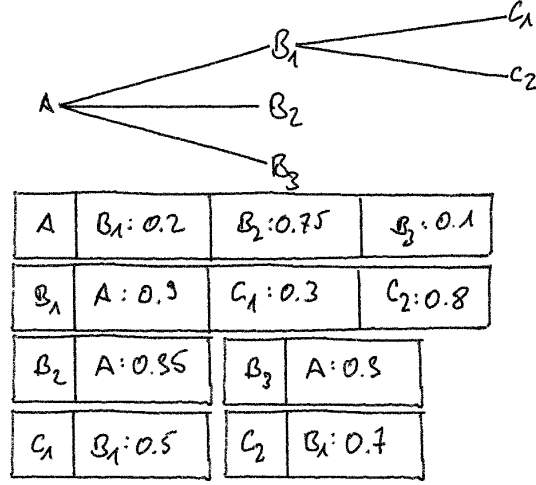 C1
B1
C2
A B2
B3
A B1: 0.2 B2: 0.75 B3: 0.1
B1 A: 0.9 C1: 0.3 C2: 0.8
B2 A: 0.35 B3 A: 0.3
C1 B1: 0.5 C2 B1: 0.7